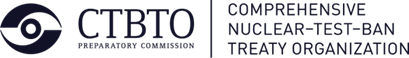 CTBTO
PREPARATORY COMMISSION
COMPREHENSIVE
NUCLEAR-TEST-BAN
TREATY ORGANIZATION